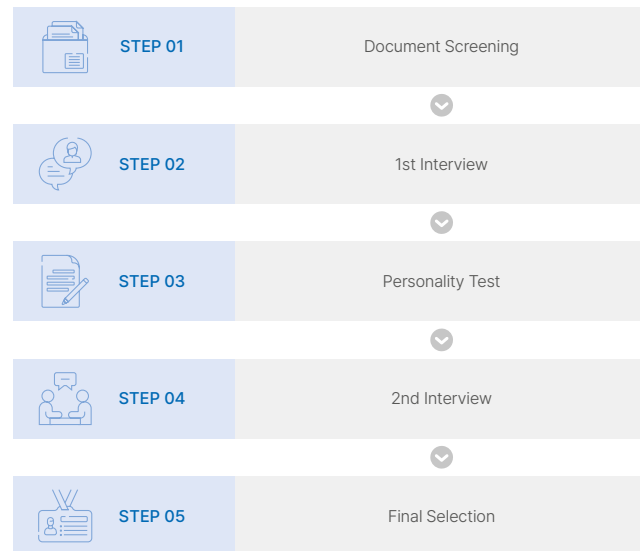 STEP 01 Document Screening
STEP 02 1st Interview
STEP 03 Personality Test
STEP 04 2nd Interview
STEP 05 Final Selection